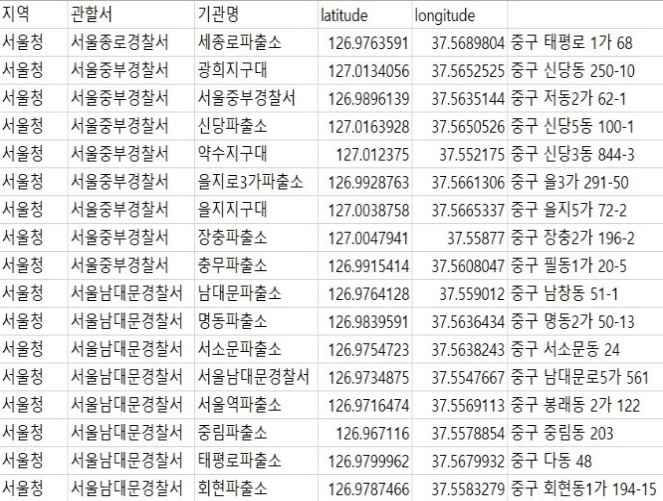 지역 관할서 기관명 latitude longitude
서울청 서울종로경찰서 세종로파출소 126.9763591 37.5689804 중구 태평로 1가 68
서울청 서울중부경찰서 광희지구대 127.0134056 37.5652525 중구 신당동 250-10
서울청 서울중부경찰서 서울중부경찰서 126.9896139 37.5635144 중구 저동2가 62-1
서울청 서울중부경찰서 신당파출소 127.0163928 37.5650526 중구 신당5동 100-1
서울청 서울중부경찰서 약수지구대 127.012375 37.552175 중구 신당3동 844-3
서울청 서울중부경찰서 을지로3가파출소 126.9928763 37.5661306 중구 을3가 291-50
서울청 서울중부경찰서 을지지구대 127.0038758 37.5665337 중구 을지5가 72-2
서울청 서울중부경찰서 장충파출소 127.0047941 37.55877 중구 장충2가 196-2
서울청 서울중부경찰서 충무파출소 126.9915414 37.5608047 중구 필동1가 20-5
서울청 서울남대문경찰서 남대문파출소 126.9764128 37.559012 중구 남창동 51-1
서울청 서울남대문경찰서 명동파출소 126.9839591 37.5636434 중구 명동2가 50-13
서울청 서울남대문경찰서 서소문파출소 126.9754723 37.5638243 중구 서소문동 24
서울청 서울남대문경찰서 서울남대문경찰서 126.9734875 37.5547667 중구 남대문로5가 561
서울청 서울남대문경찰서 서울역파출소 126.9716474 37.5569113 중구 봉래동 2가 122
서울청 서울남대문경찰서 중림파출소 126.967116 37.5578854 중구 중림동 203
서울청 서울남대문경찰서 태평로파출소 126.9799962 37.5679932 중구 다동 48
서울청 서울남대문경찰서 회현파출소 126.9787466 37.5583279 중구 회현동1가 194-15